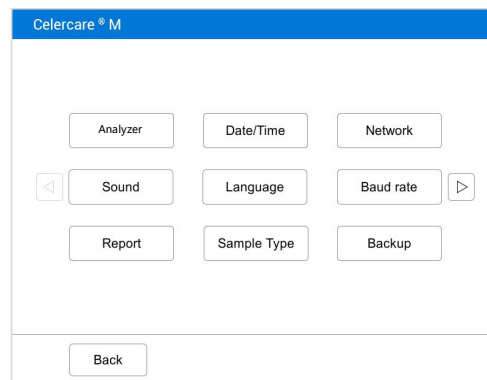 Celercare ® M
Analyzer Date/Time Network
Sound Language Baud rate
Report Sample Type Backup
Back